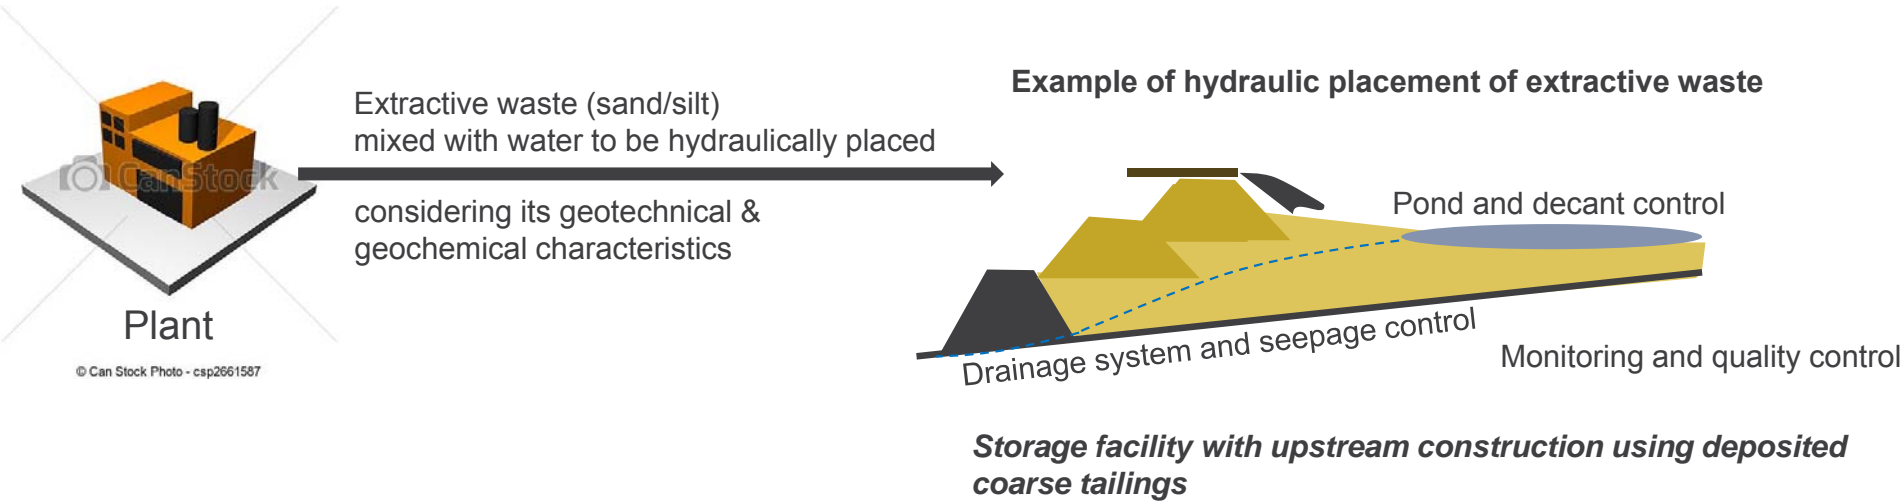 Example of hydraulic placement of extractive waste
Extractive waste (sand/silt)
mixed with water to be hydraulically placed
considering its geotechnical &
geochemical characteristics
CanStock
Plant
© Can Stock Photo - csp2661587
Pond and decant control
Drainage system and seepage control
Monitoring and quality control
Storage facility with upstream construction using deposited
coarse tailings